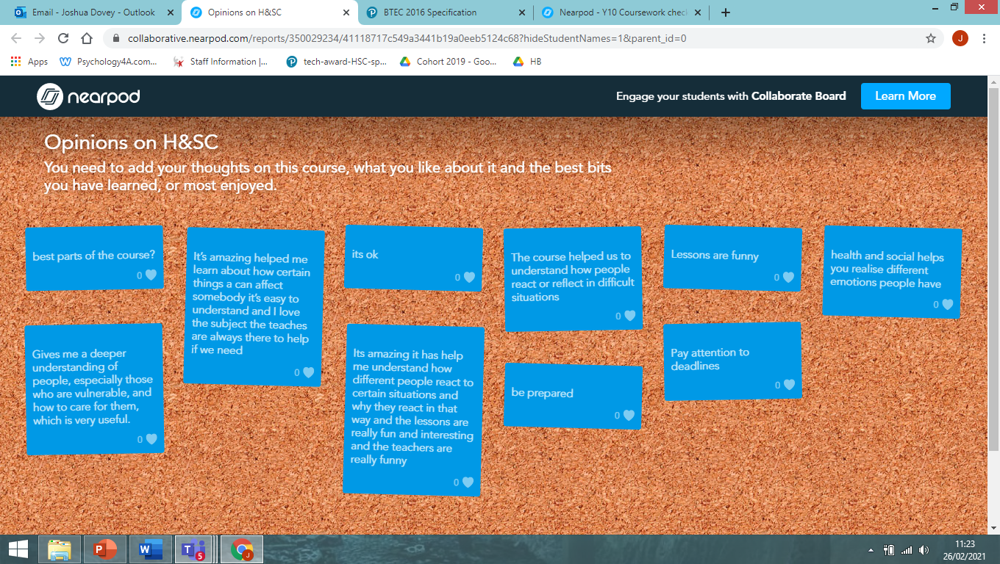 Email - Joshua Dovey - Outlook
Opinions on H&SC
BTEC 2016 Specification
Nearpod - Y10 Coursework chec
collaborative.nearpod.com/reports/350029234/41118717c549a3441b19a0eeb5124c68?hideStudentNames=1&parent_id=0
J
Apps
Psychology4A.com...
Staff Information |...
tech-award-HSC-sp...
Cohort 2019 - Goo...
HB
nearpod
Engage your students with Collaborate Board
Learn More
Opinions on H&SC
You need to add your thoughts on this course, what you like about it and the best bits
you have learned, or most enjoyed.
best parts of the course?
0
Gives me a deeper
understanding of
people, especially those
who are vulnerable, and
how to care for them,
which is very useful.
0
It's amazing helped me
learn about how certain
things a can affect
somebody it's easy to
understand and I love
the subject the teaches
are always there to help
if we need
0
its ok
0
Its amazing it has help
me understand how
different people react to
certain situations and
why they react in that
way and the lessons are
really fun and interesting
and the teachers are
really funny
0
The course helped us to
understand how people
react or reflect in difficult
situations
0
be prepared
0
Lessons are funny
0
Pay attention to
deadlines
0
health and social helps
you realise different
emotions people have
0
P
W
T
5
J
11:23
26/02/2021